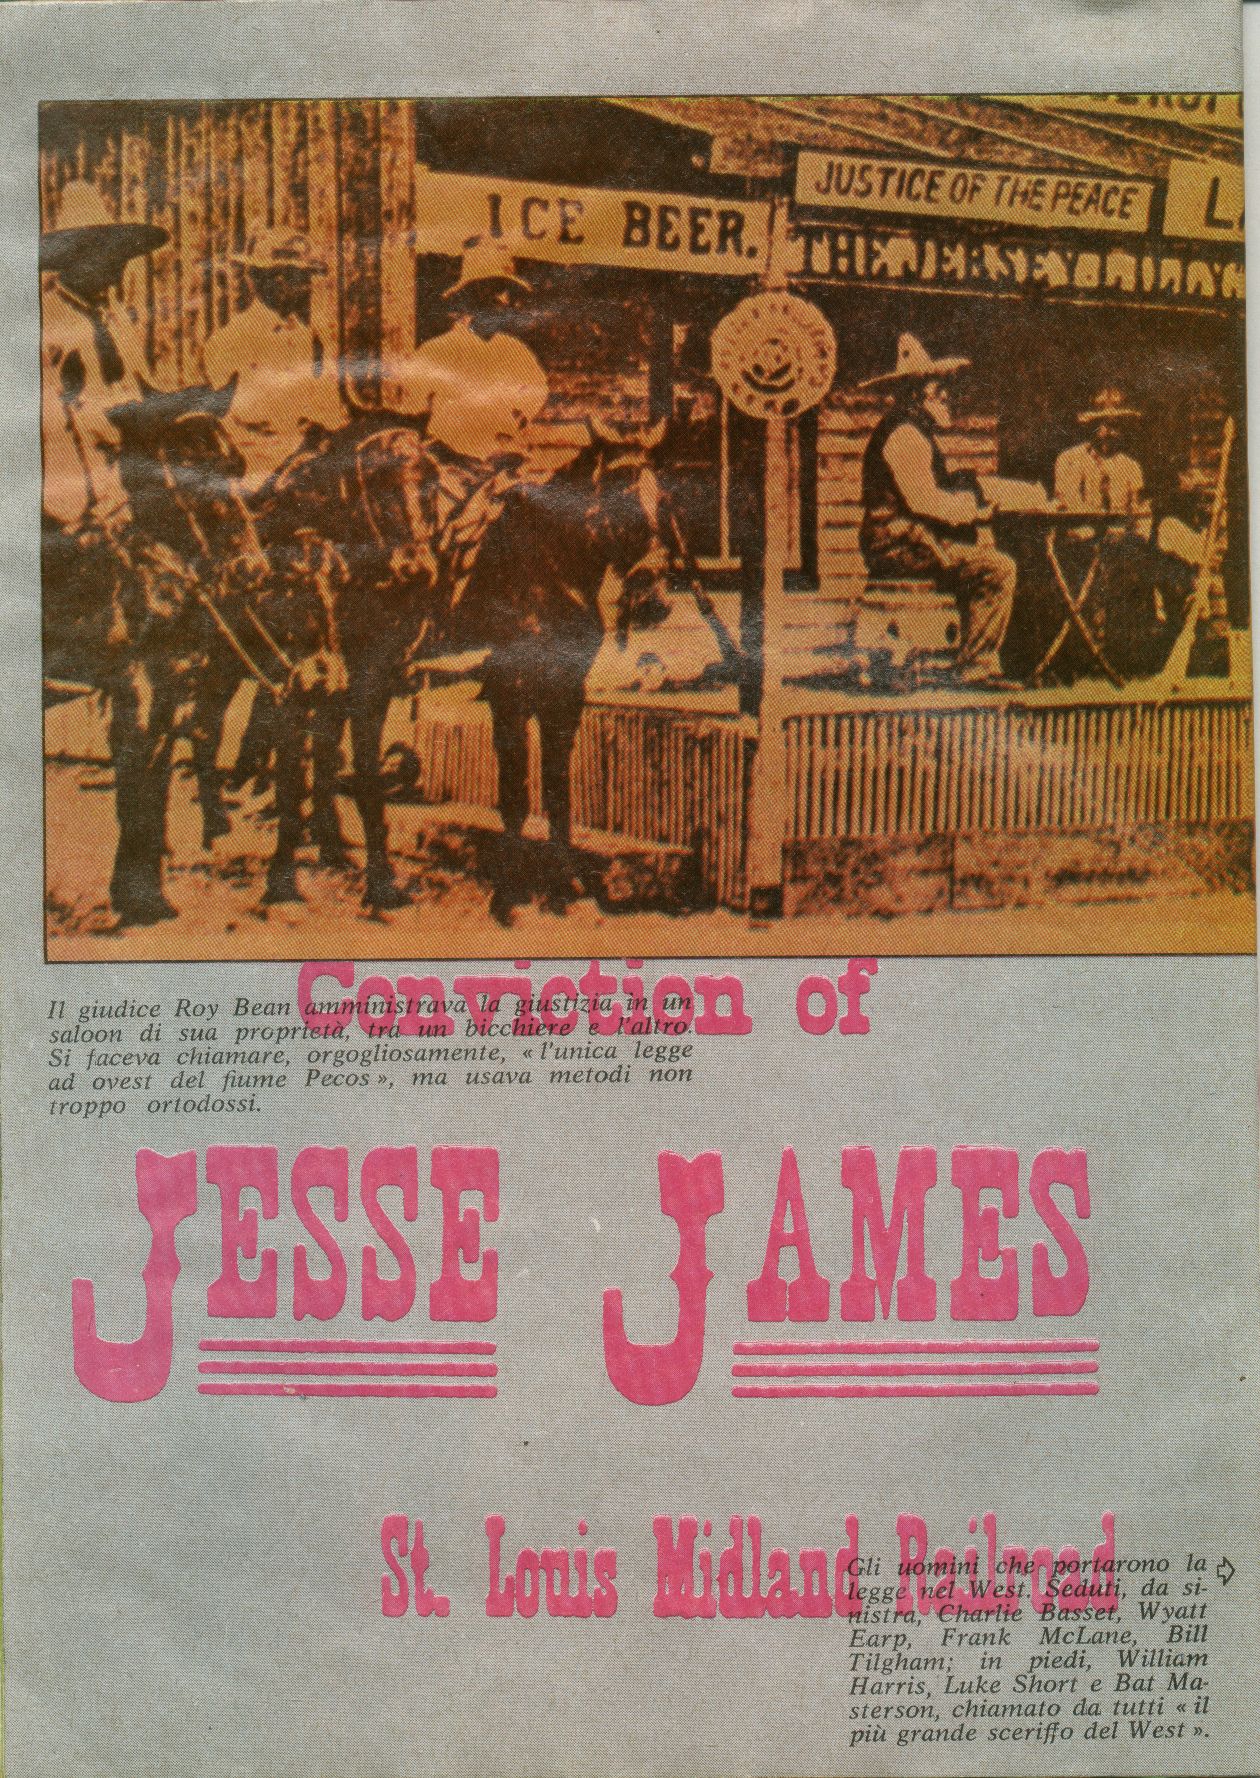 ICE BEER.
JUSTICE OF THE PEACE
THE JERSEY LILLY
Conviction of
Il giudice Roy Bean amministrava la giustizia in un
saloon di sua proprietà, tra un bicchiere e l'altro.
Si faceva chiamare, orgogliosamente, « l'unica legge
ad ovest del fiume Pecos », ma usava metodi non
troppo ortodossi.
JESSE JAMES
St. Louis Midland Railroad
Gli uomini che portarono la
legge nel West. Seduti, da si-
nistra, Charlie Basset, Wyatt
Earp, Frank McLane, Bill
Tilgham; in piedi, William
Harris, Luke Short e Bat Ma-
sterson, chiamato da tutti « il
più grande sceriffo del West ».